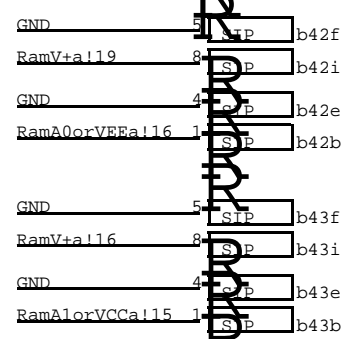 GND 5 SIP b42f
RamV+a!19 8 SIP b42i
GND 4 SIP b42e
RamA0orVEEa!16 1 SIP b42b
GND 5 SIP b43f
RamV+a!16 8 SIP b43i
GND 4 SIP b43e
RamA1orVCCa!15 1 SIP b43b